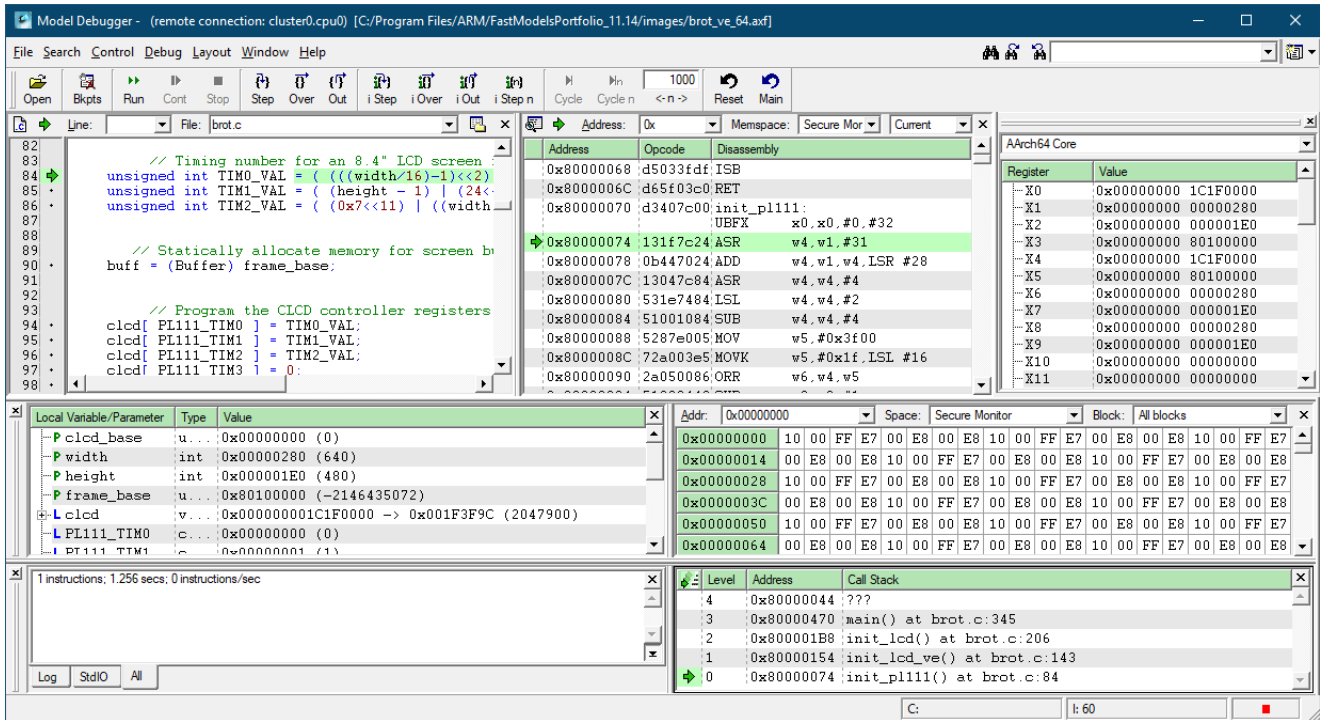 Model Debugger -  (remote connection: cluster0.cpu0)  [C:/Program Files/ARM/FastModelsPortfolio_11.14/images/brot_ve_64.axf]
File Search Control Debug Layout Window Help
Open Bkpts Run Cont Stop Step Over Out i Step i Over i Out i Step n Cycle Cycle n 1000 <- n -> Reset Main
Line: File: brot.c
82
83 // Timing number for an 8.4" LCD screen
84 unsigned int TIM0_VAL = ( (((width/16)-1)<<2)
85 unsigned int TIM1_VAL = ( (height - 1) | (24<
86 unsigned int TIM2_VAL = ( (0x7<<11) | ((width
87
88
89 // Statically allocate memory for screen bu
90 buff = (Buffer) frame_base;
91
92
93 // Program the CLCD controller registers
94 clcd[ PL111_TIM0 ] = TIM0_VAL;
95 clcd[ PL111_TIM1 ] = TIM1_VAL;
96 clcd[ PL111_TIM2 ] = TIM2_VAL;
97 clcd[ PL111_TIM3 ] = 0;
98
Address: 0x Memspace: Secure Mor Current
Address Opcode Disassembly
0x80000068 d5033fdf ISB
0x8000006C d65f03c0 RET
0x80000070 d3407c00 init_pl111:
UBFX x0,x0,#0,#32
0x80000074 131f7c24 ASR w4,w1,#31
0x80000078 0b447024 ADD w4,w1,w4,LSR #28
0x8000007C 13047c84 ASR w4,w4,#4
0x80000080 531e7484 LSL w4,w4,#2
0x80000084 51001084 SUB w4,w4,#4
0x80000088 5287e005 MOV w5,#0x3f00
0x8000008C 72a003e5 MOVK w5,#0x1f,LSL #16
0x80000090 2a050086 ORR w6,w4,w5
AArch64 Core
Register Value
X0 0x00000000 1C1F0000
X1 0x00000000 00000280
X2 0x00000000 000001E0
X3 0x00000000 80100000
X4 0x00000000 1C1F0000
X5 0x00000000 80100000
X6 0x00000000 00000280
X7 0x00000000 000001E0
X8 0x00000000 00000280
X9 0x00000000 000001E0
X10 0x00000000 00000000
X11 0x00000000 00000000
Local Variable/Parameter Type Value
P clcd_base u... 0x00000000 (0)
P width int 0x00000280 (640)
P height int 0x000001E0 (480)
P frame_base u... 0x80100000 (-2146435072)
L clcd v... 0x000000001C1F0000 -> 0x001F3F9C (2047900)
L PL111_TIM0 c... 0x00000000 (0)
L PL111_TIM1 c... 0x00000001 (1)
Addr: 0x00000000 Space: Secure Monitor Block: All blocks
0x00000000 10 00 FF E7 00 E8 00 E8 10 00 FF E7 00 E8 00 E8 10 00 FF E7
0x00000014 00 E8 00 E8 10 00 FF E7 00 E8 00 E8 10 00 FF E7 00 E8 00 E8
0x00000028 10 00 FF E7 00 E8 00 E8 10 00 FF E7 00 E8 00 E8 10 00 FF E7
0x0000003C 00 E8 00 E8 10 00 FF E7 00 E8 00 E8 10 00 FF E7 00 E8 00 E8
0x00000050 10 00 FF E7 00 E8 00 E8 10 00 FF E7 00 E8 00 E8 10 00 FF E7
0x00000064 00 E8 00 E8 10 00 FF E7 00 E8 00 E8 10 00 FF E7 00 E8 00 E8
1 instructions; 1.256 secs; 0 instructions/sec
Log StdIO All
Level Address Call Stack
4 0x80000044 ???
3 0x80000470 main() at brot.c:345
2 0x800001B8 init_lcd() at brot.c:206
1 0x80000154 init_lcd_ve() at brot.c:143
0 0x80000074 init_pl111() at brot.c:84
C: I: 60